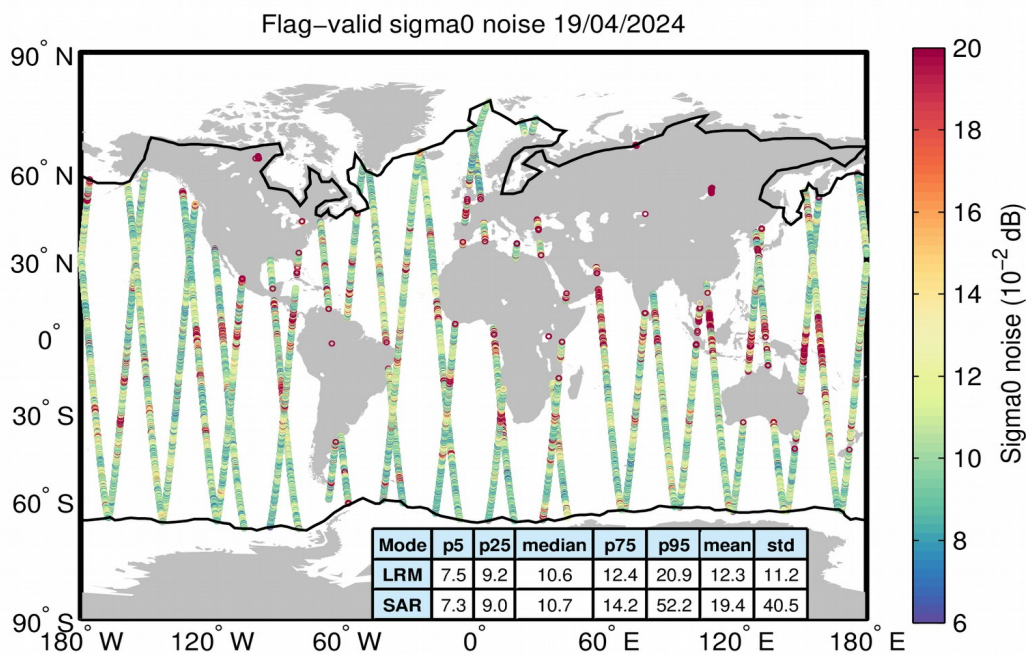 Flag−valid sigma0 noise 19/04/2024
90° N
60° N
30° N
0°
30° S
60° S
90° S
180° W 120° W 60° W 0° 60° E 120° E 180° E
Mode p5 p25 median p75 p95 mean std
LRM 7.5 9.2 10.6 12.4 20.9 12.3 11.2
SAR 7.3 9.0 10.7 14.2 52.2 19.4 40.5
20
18
16
14
12
10
8
6
Sigma0 noise (10⁻² dB)